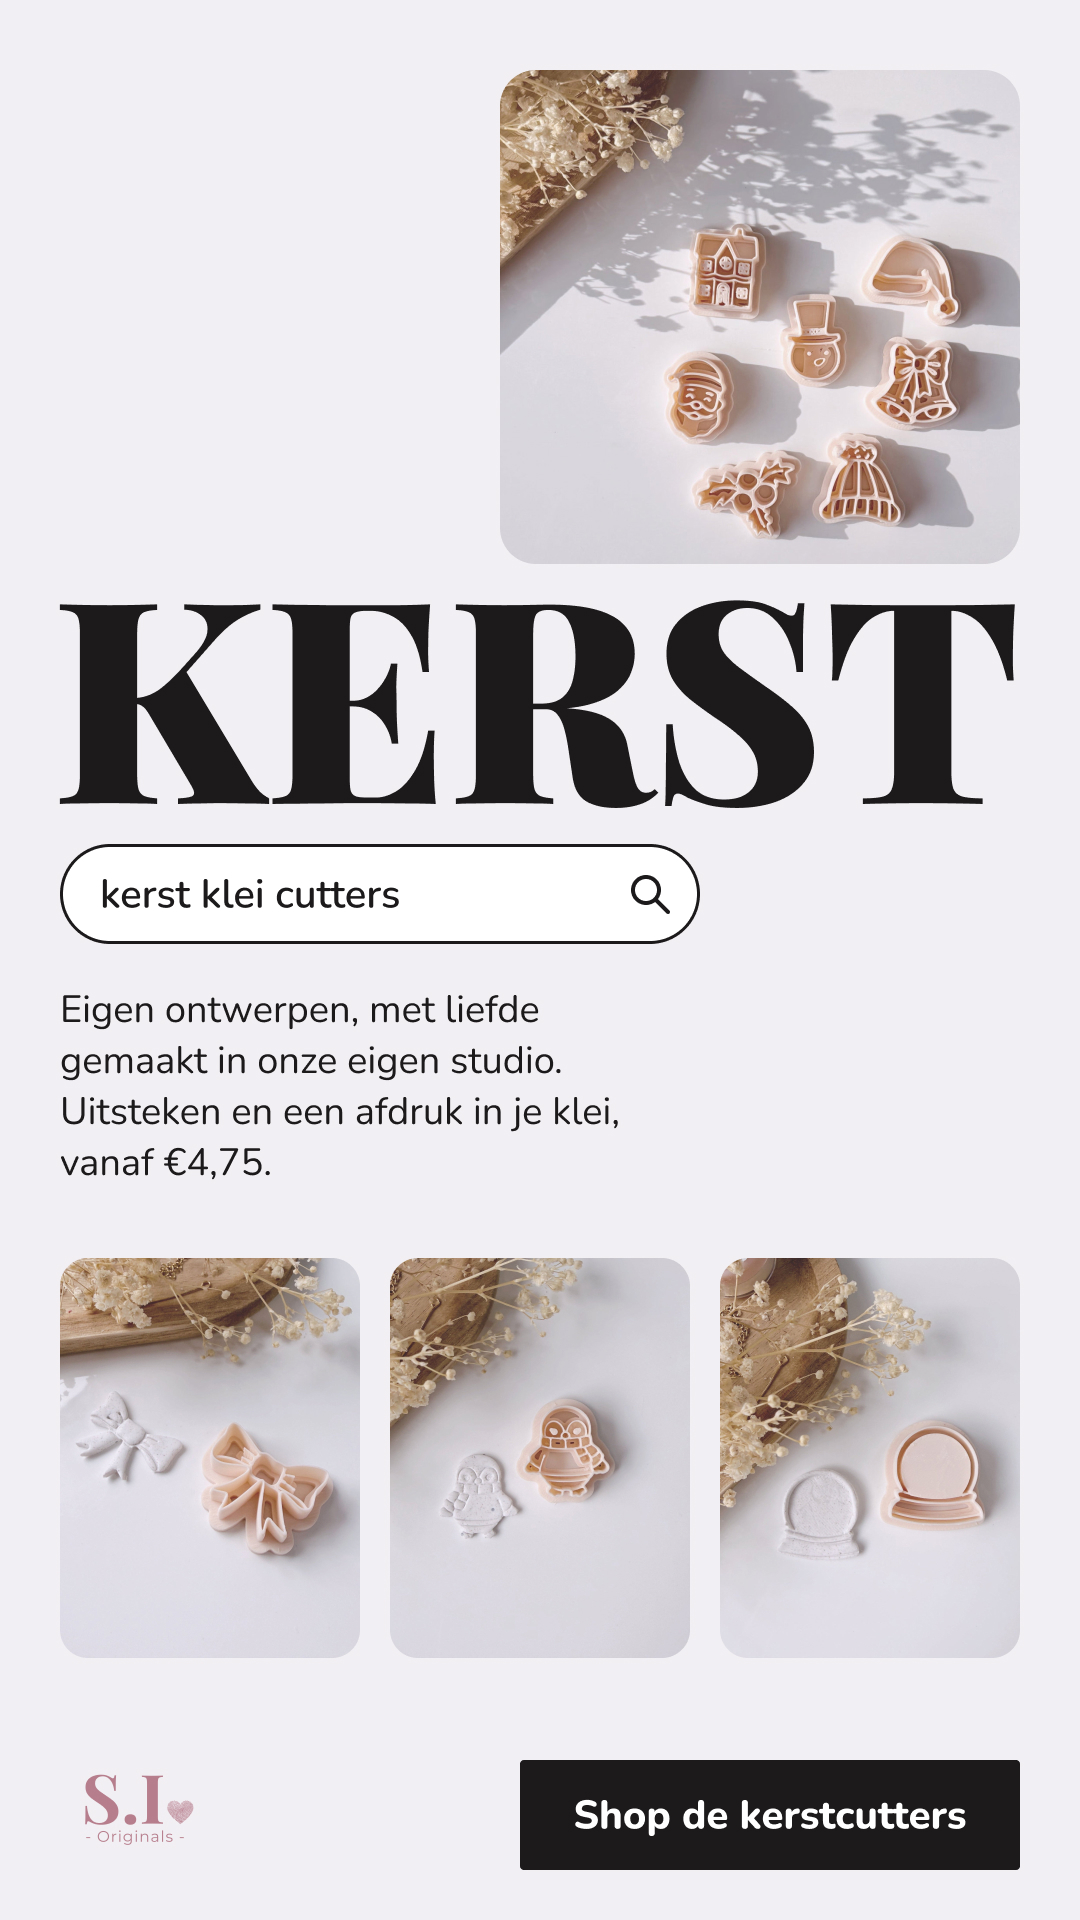 KERST
kerst klei cutters
Eigen ontwerpen, met liefde
gemaakt in onze eigen studio.
Uitsteken en een afdruk in je klei,
vanaf €4,75.
S.I
- Originals -
Shop de kerstcutters